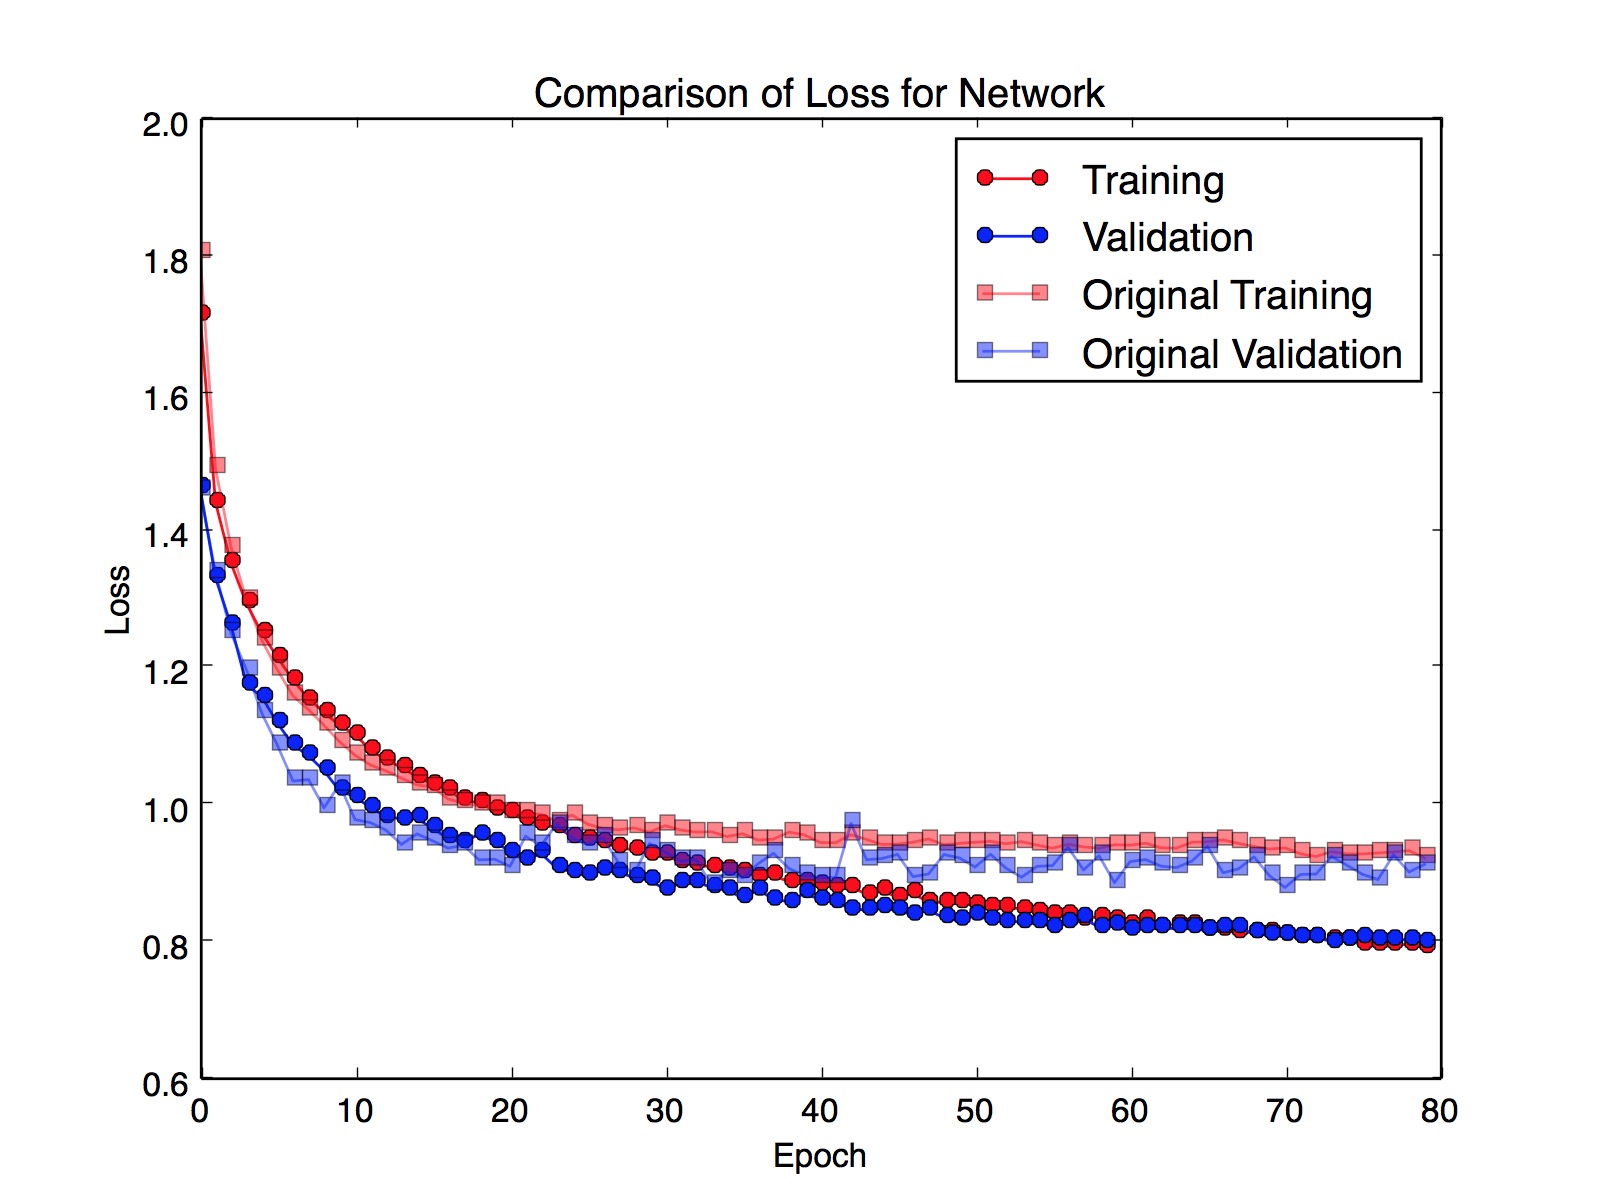 Comparison of Loss for Network
2.0
1.8
1.6
1.4
1.2
1.0
0.8
0.6
Loss
Training
Validation
Original Training
Original Validation
0 10 20 30 40 50 60 70 80
Epoch